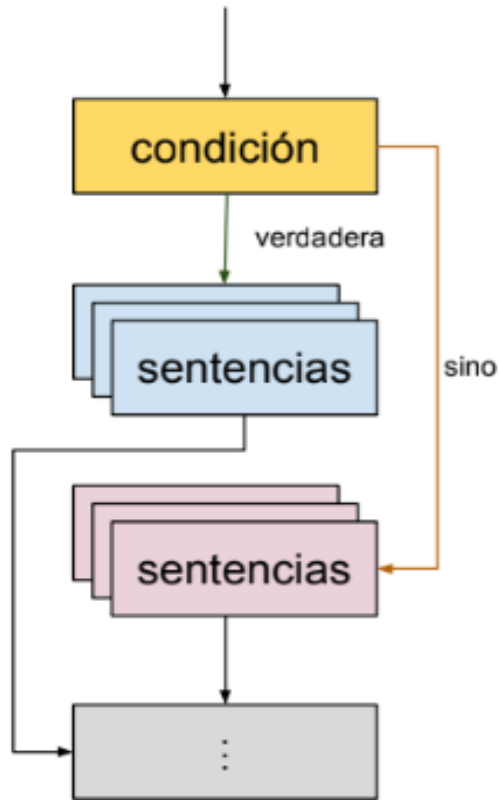 condición
verdadera
sentencias
sino
sentencias
⋮